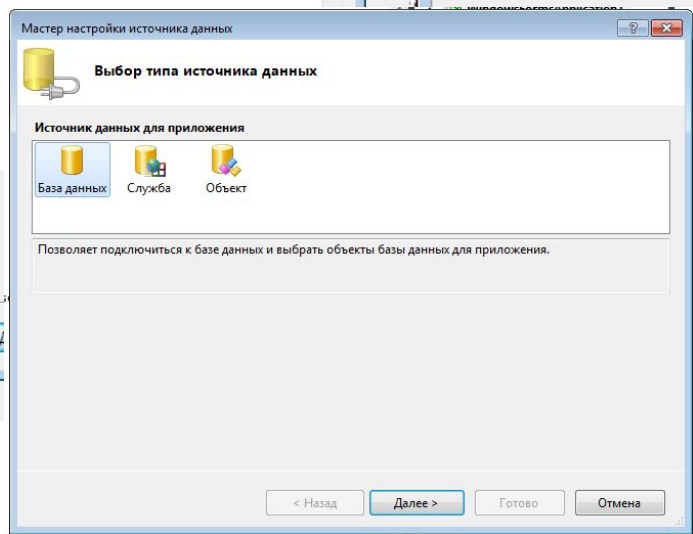 WindowsFormsApplication1
Мастер настройки источника данных
Выбор типа источника данных
Источник данных для приложения
База данных Служба Объект
Позволяет подключиться к базе данных и выбрать объекты базы данных для приложения.
< Назад Далее > Готово Отмена